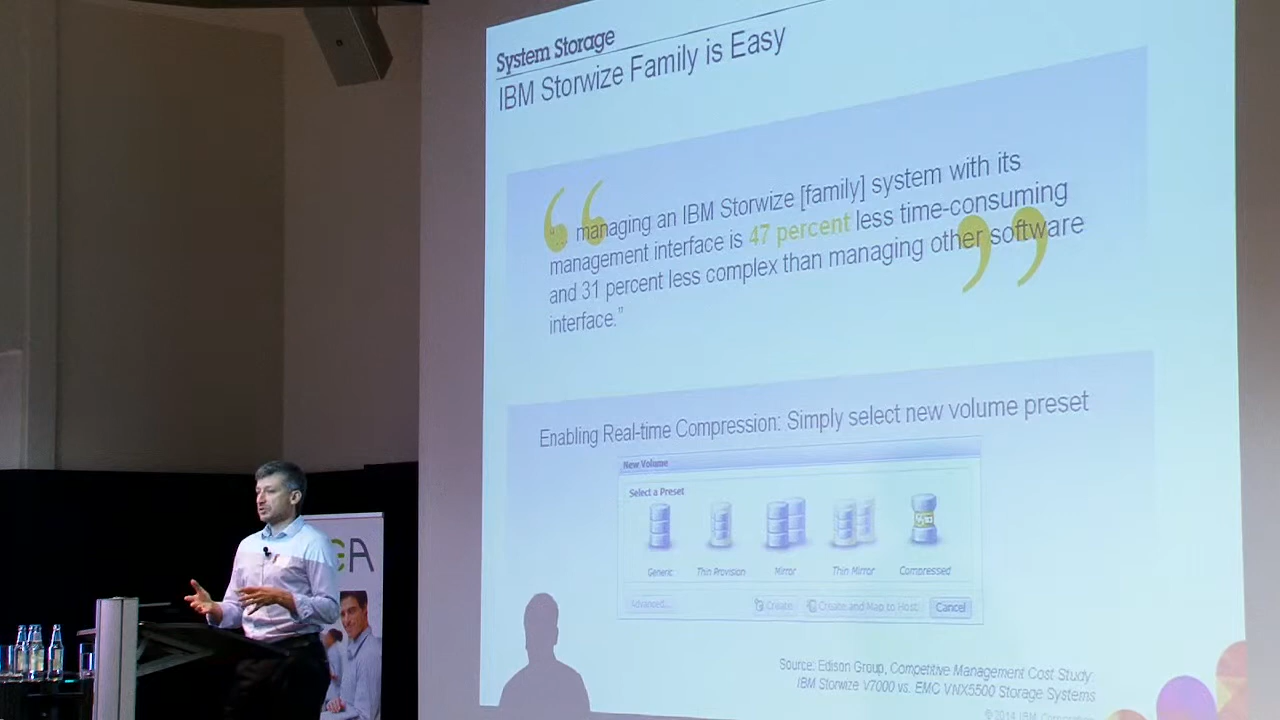 System Storage
IBM Storwize Family is Easy
“... managing an IBM Storwize [family] system with its
management interface is 47 percent less time-consuming
and 31 percent less complex than managing other software
interface.”
Enabling Real-time Compression: Simply select new volume preset
New Volume
Select a Preset
Generic Thin Provision Mirror Thin Mirror Compressed
Advanced... Create Create and Map to Host Cancel
Source: Edison Group, Competitive Management Cost Study:
IBM Storwize V7000 vs. EMC VNX5500 Storage Systems
© 2014 IBM Corporation